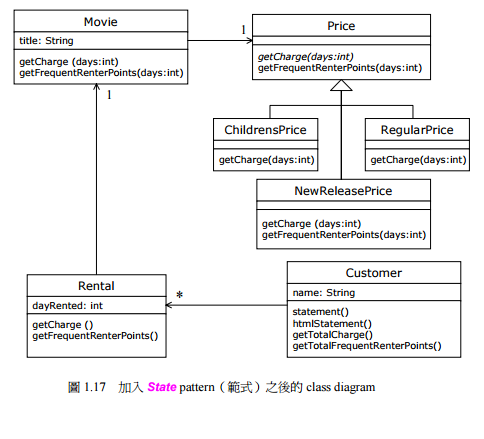 Movie
title: String
getCharge (days:int)
getFrequentRenterPoints(days:int)
1
Price
getCharge(days:int)
getFrequentRenterPoints(days:int)
1
ChildrensPrice
getCharge(days:int)
RegularPrice
getCharge(days:int)
NewReleasePrice
getCharge (days:int)
getFrequentRenterPoints(days:int)
Rental
dayRented: int
getCharge ()
getFrequentRenterPoints()
*
Customer
name: String
statement()
htmlStatement()
getTotalCharge()
getTotalFrequentRenterPoints()
圖 1.17 加入 State pattern（範式）之後的 class diagram